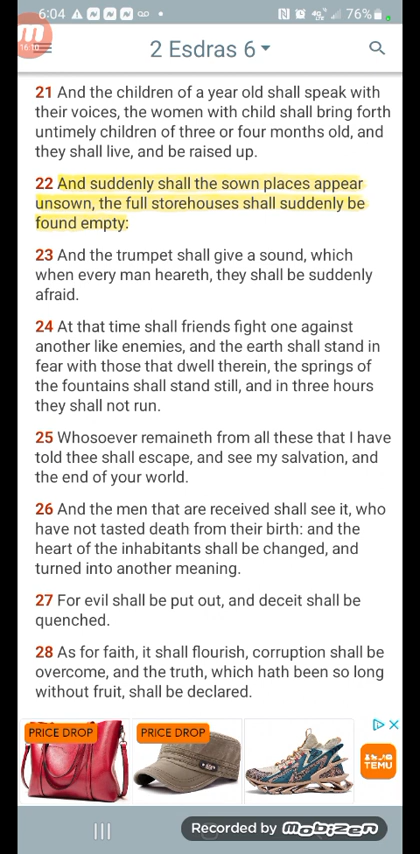 6:04 76%
16:10
2 Esdras 6
21 And the children of a year old shall speak with
their voices, the women with child shall bring forth
untimely children of three or four months old, and
they shall live, and be raised up.
22 And suddenly shall the sown places appear
unsown, the full storehouses shall suddenly be
found empty:
23 And the trumpet shall give a sound, which
when every man heareth, they shall be suddenly
afraid.
24 At that time shall friends fight one against
another like enemies, and the earth shall stand in
fear with those that dwell therein, the springs of
the fountains shall stand still, and in three hours
they shall not run.
25 Whosoever remaineth from all these that I have
told thee shall escape, and see my salvation, and
the end of your world.
26 And the men that are received shall see it, who
have not tasted death from their birth: and the
heart of the inhabitants shall be changed, and
turned into another meaning.
27 For evil shall be put out, and deceit shall be
quenched.
28 As for faith, it shall flourish, corruption shall be
overcome, and the truth, which hath been so long
without fruit, shall be declared.
PRICE DROP PRICE DROP
TEMU
Recorded by mobizen